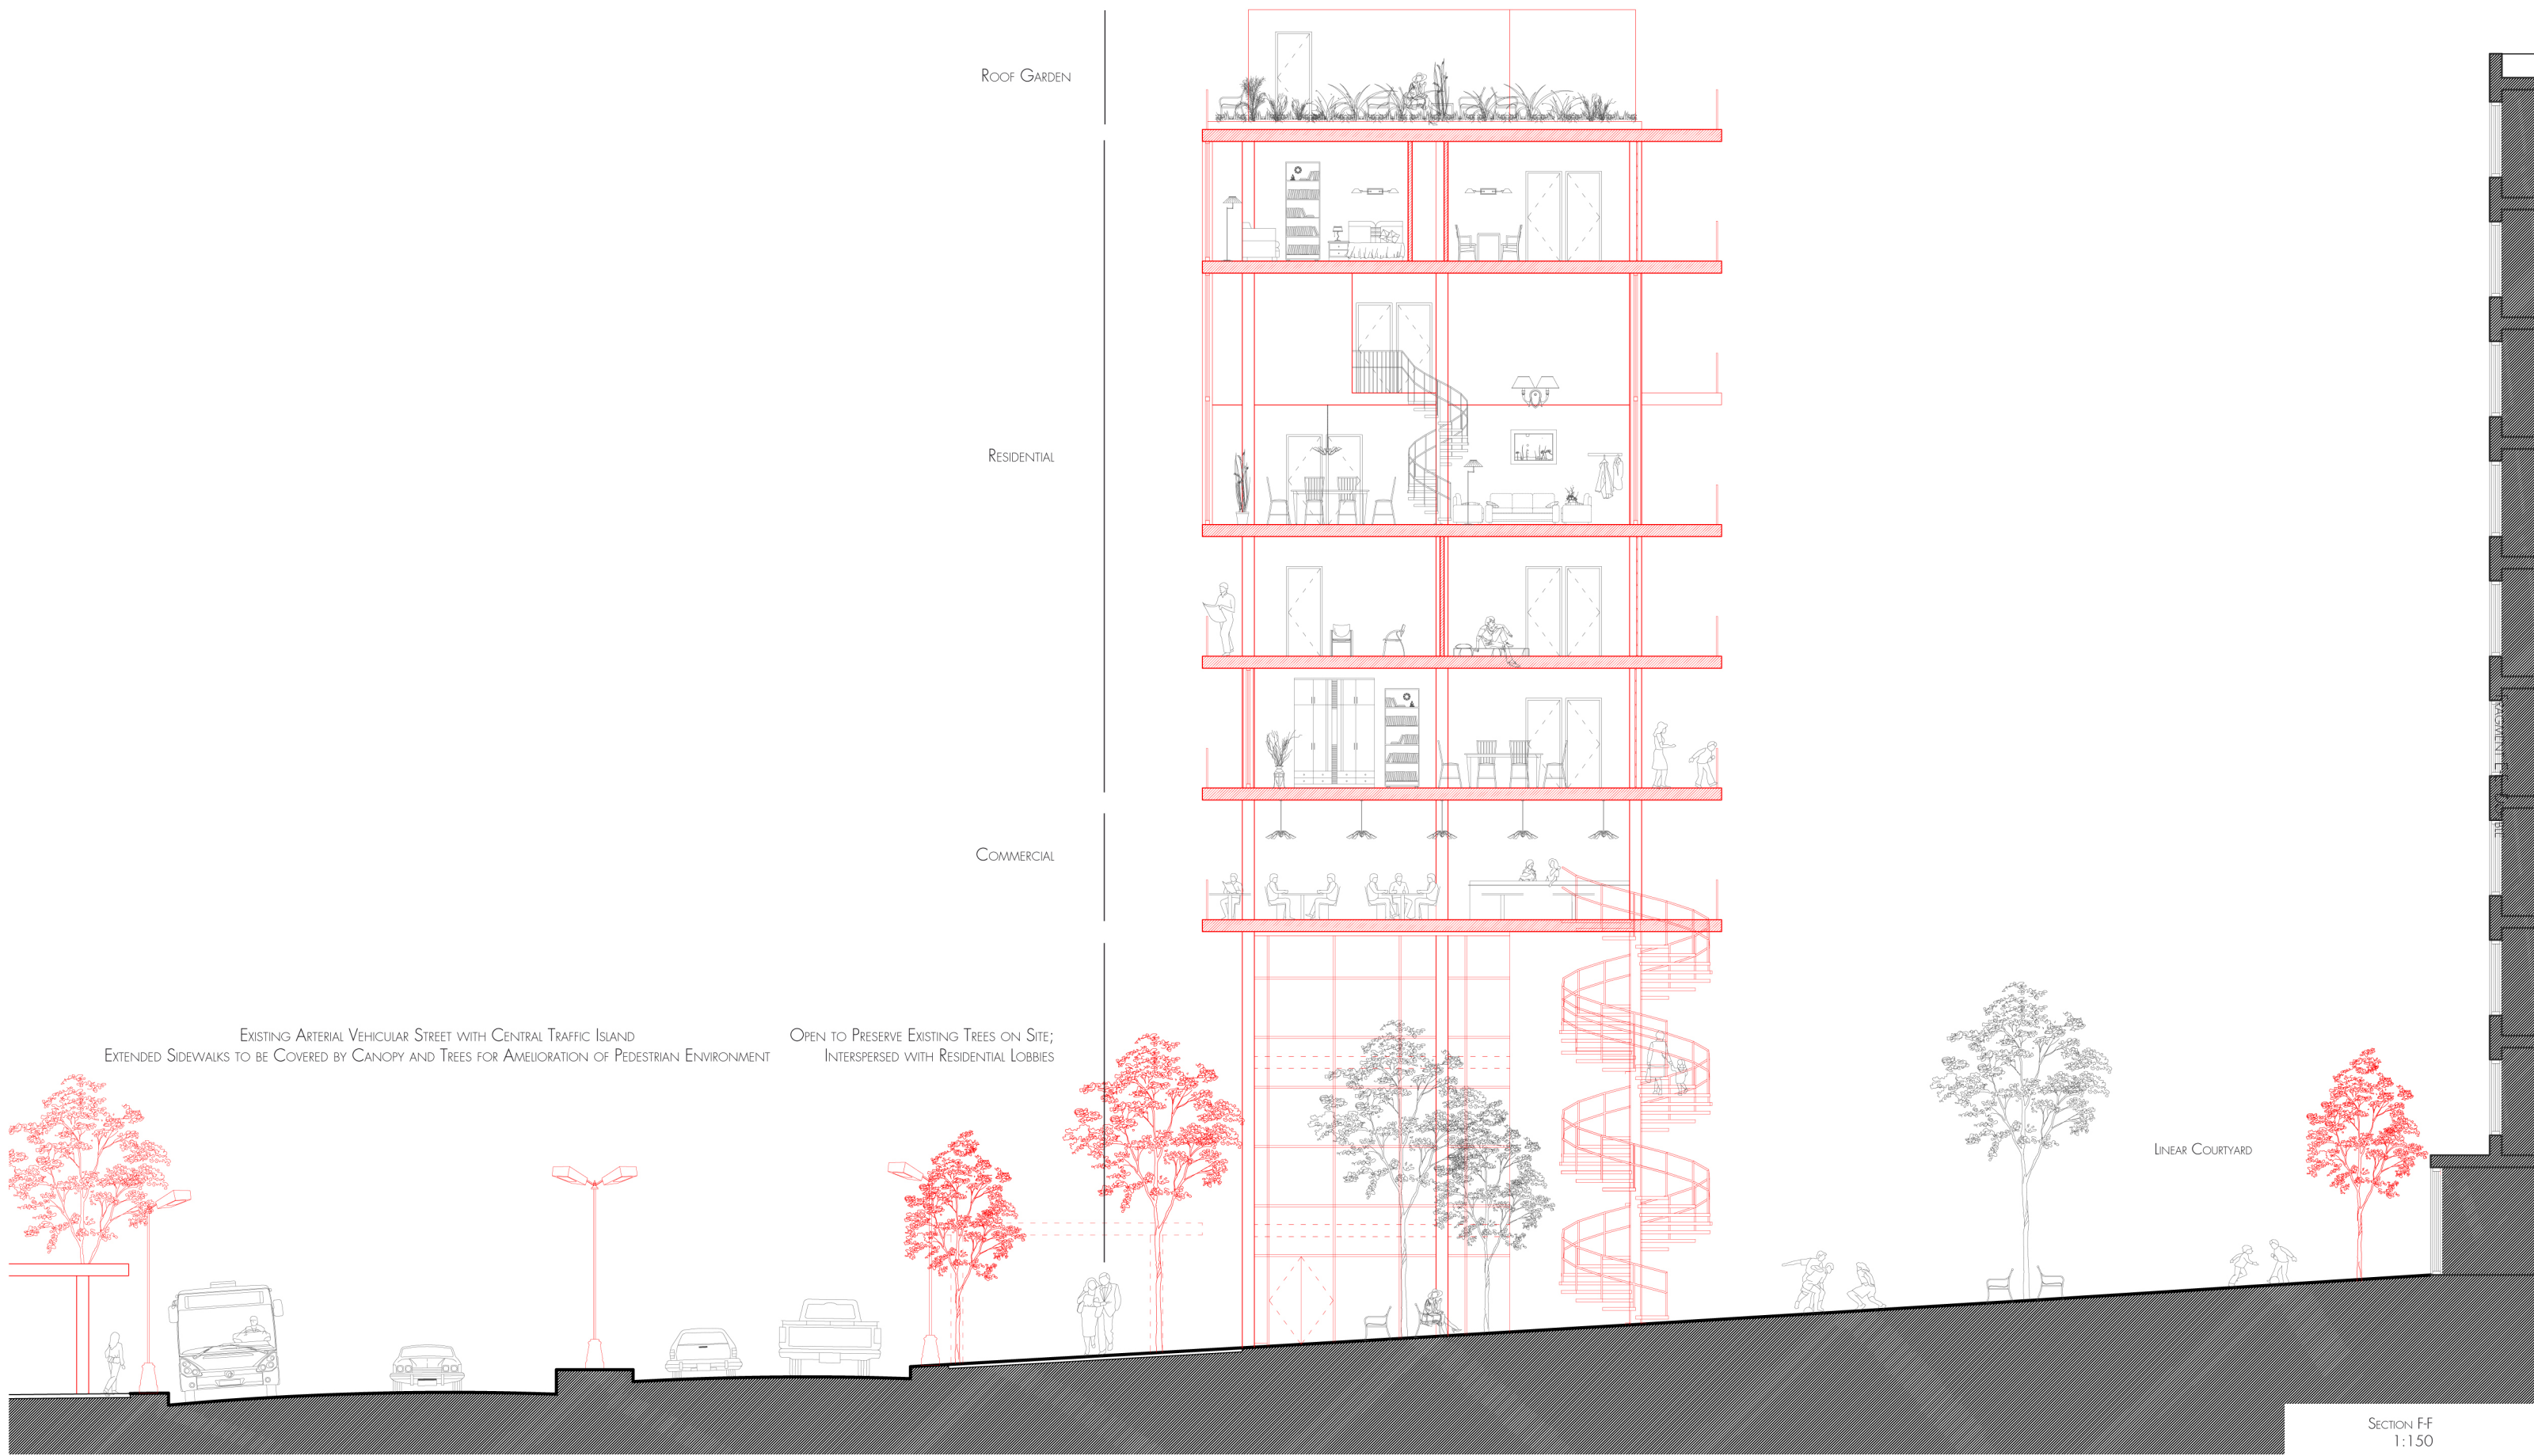 Roof Garden
Residential
Commercial
Existing Arterial Vehicular Street with Central Traffic Island
Extended Sidewalks to be Covered by Canopy and Trees for Amelioration of Pedestrian Environment
Open to Preserve Existing Trees on Site;
Interspersed with Residential Lobbies
Linear Courtyard
Section F-F
1:150